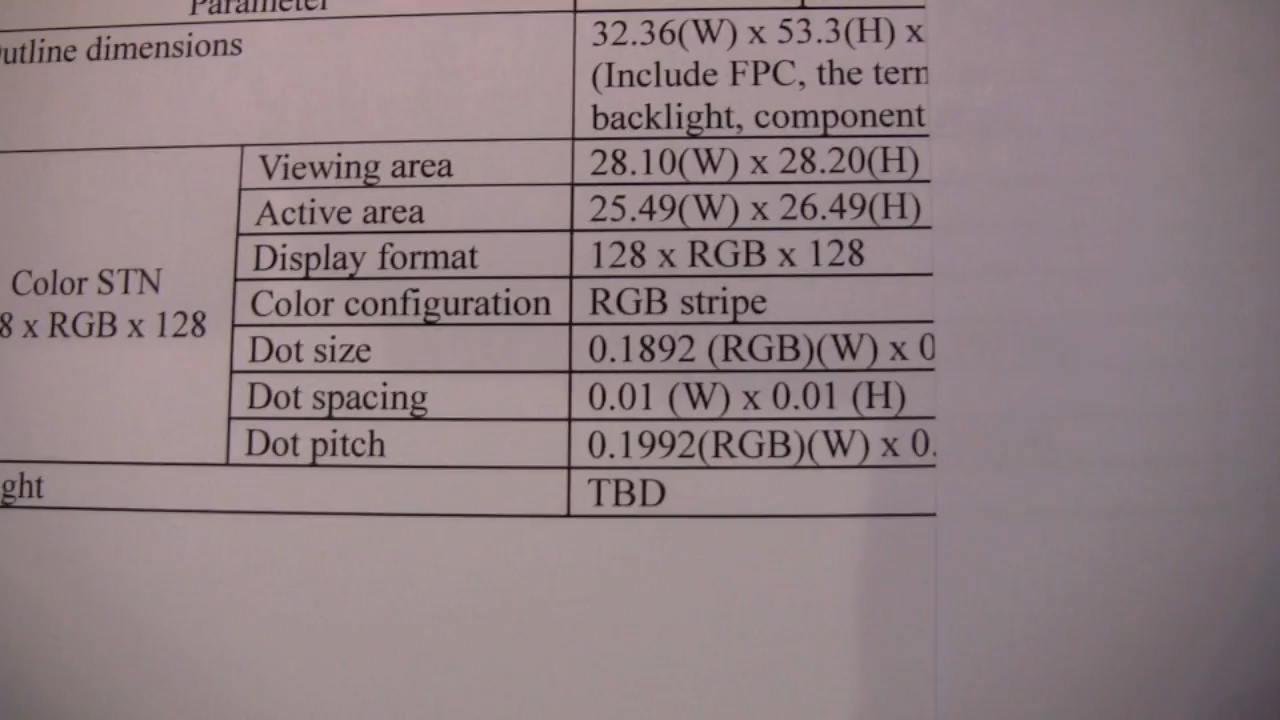 Parameter
utline dimensions
32.36(W) x 53.3(H) x
(Include FPC, the tern
backlight, component
Color STN
8 x RGB x 128
Viewing area
28.10(W) x 28.20(H)
Active area
25.49(W) x 26.49(H)
Display format
128 x RGB x 128
Color configuration
RGB stripe
Dot size
0.1892 (RGB)(W) x 0
Dot spacing
0.01 (W) x 0.01 (H)
Dot pitch
0.1992(RGB)(W) x 0.
ght
TBD